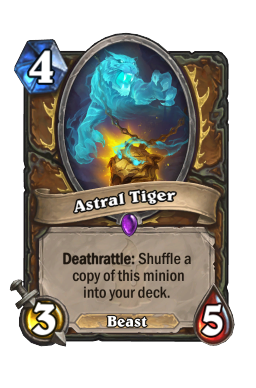 4
Astral Tiger
Deathrattle: Shuffle a
copy of this minion
into your deck.
3
Beast
5